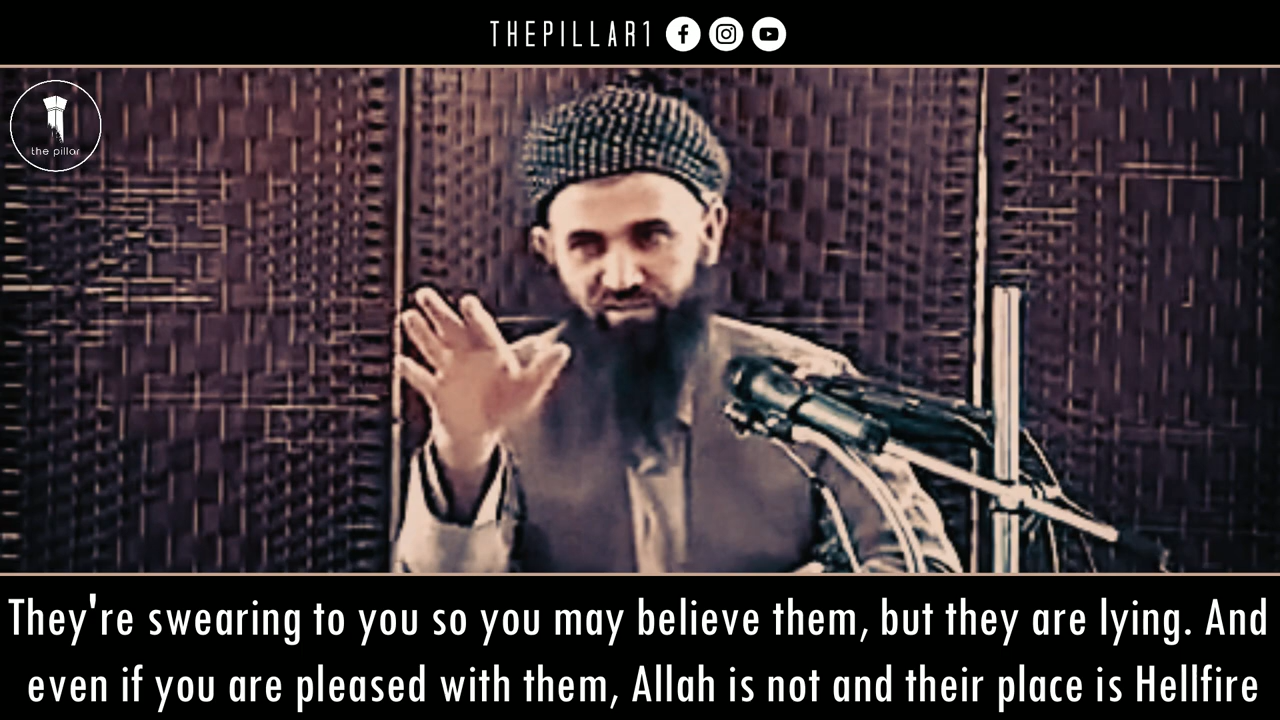 THEPILLAR1
the pillar
They're swearing to you so you may believe them, but they are lying. And
even if you are pleased with them, Allah is not and their place is Hellfire